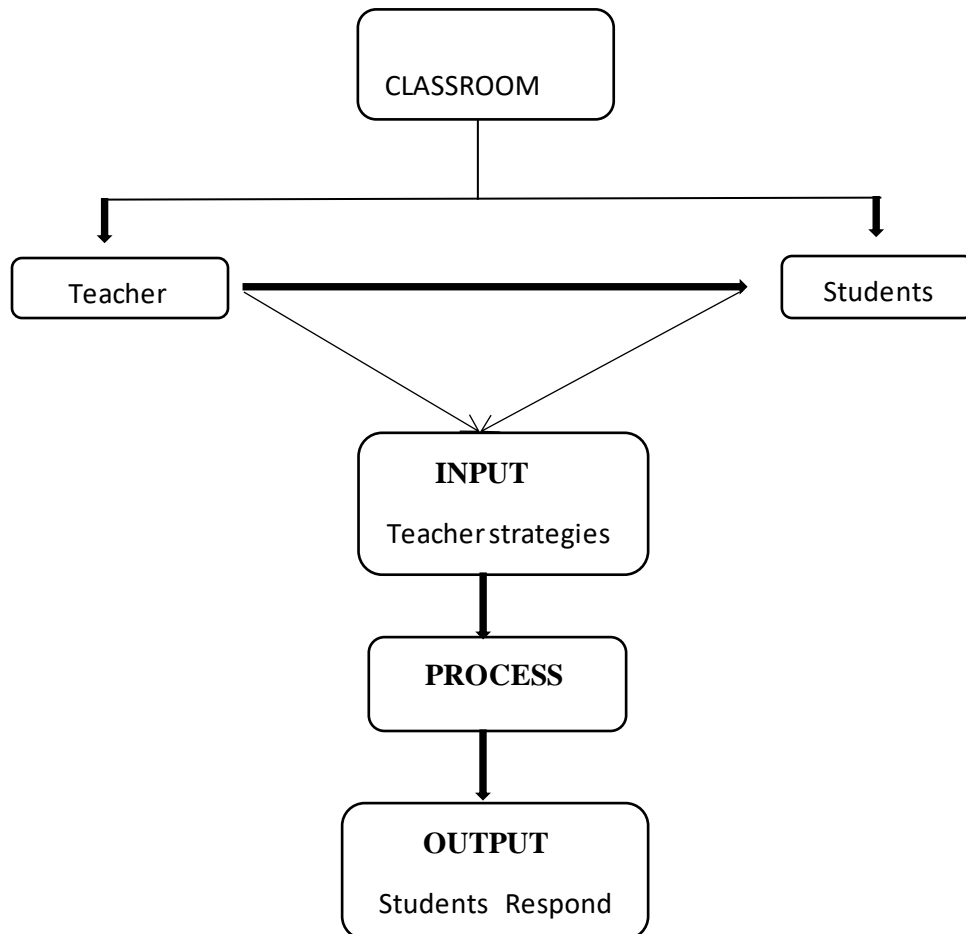 CLASSROOM
Teacher
Students
INPUT
Teacher strategies
PROCESS
OUTPUT
Students Respond